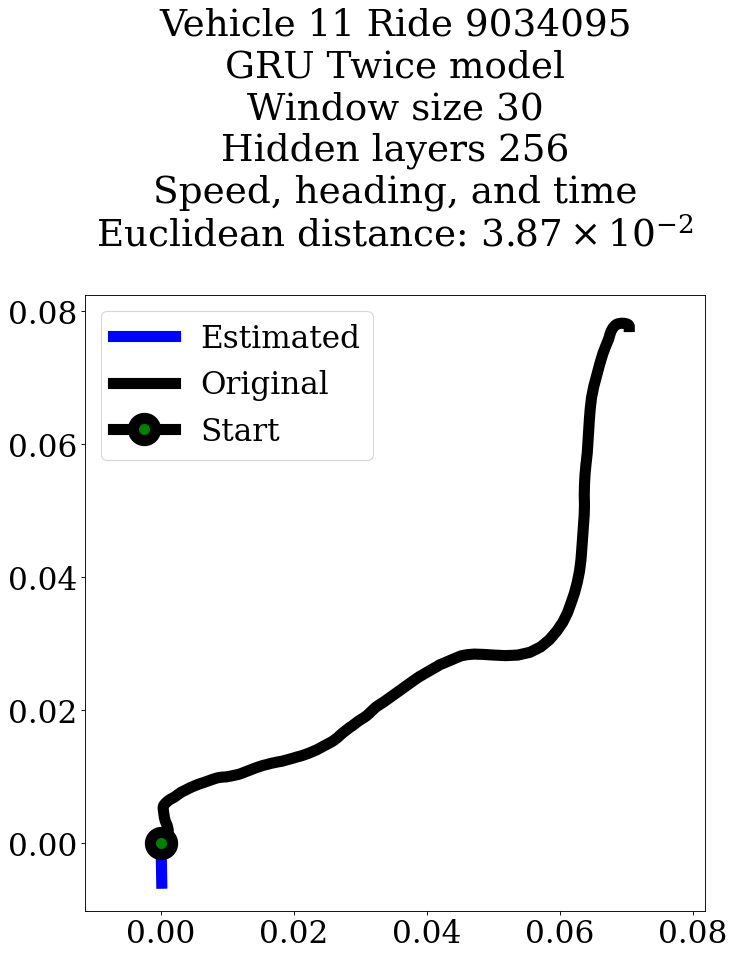 Vehicle 11 Ride 9034095
GRU Twice model
Window size 30
Hidden layers 256
Speed, heading, and time
Euclidean distance: 3.87 × 10⁻²
0.08
Estimated
Original
Start
0.06
0.04
0.02
0.00
0.00 0.02 0.04 0.06 0.08